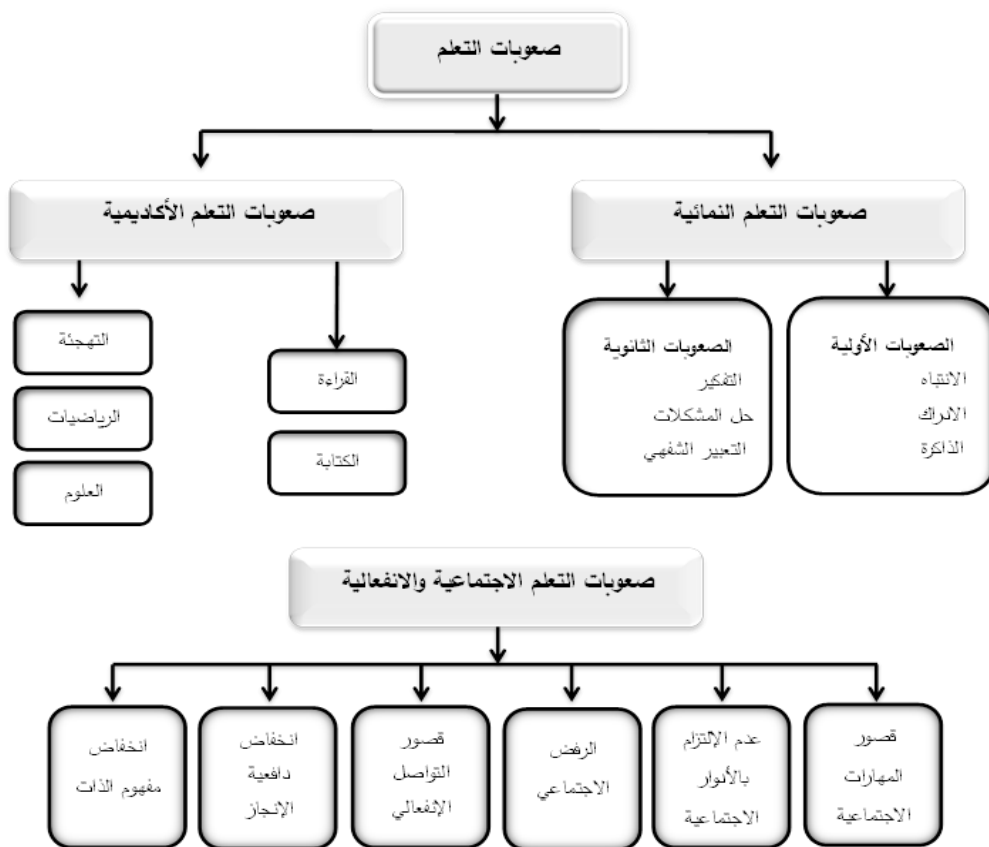 صعوبات التعلم
صعوبات التعلم النمائية
صعوبات التعلم الأكاديمية
الصعوبات الأولية
الانتباه
الادراك
الذاكرة
الصعوبات الثانوية
التفكير
حل المشكلات
التعبير الشفهي
القراءة
الكتابة
التهجئة
الرياضيات
العلوم
صعوبات التعلم الاجتماعية والانفعالية
قصور
المهارات
الاجتماعية
عدم الإلتزام
بالأدوار
الاجتماعية
الرفض
الاجتماعي
قصور
التواصل
الإنفعالي
انخفاض
دافعية
الإنجاز
انخفاض
مفهوم الذات